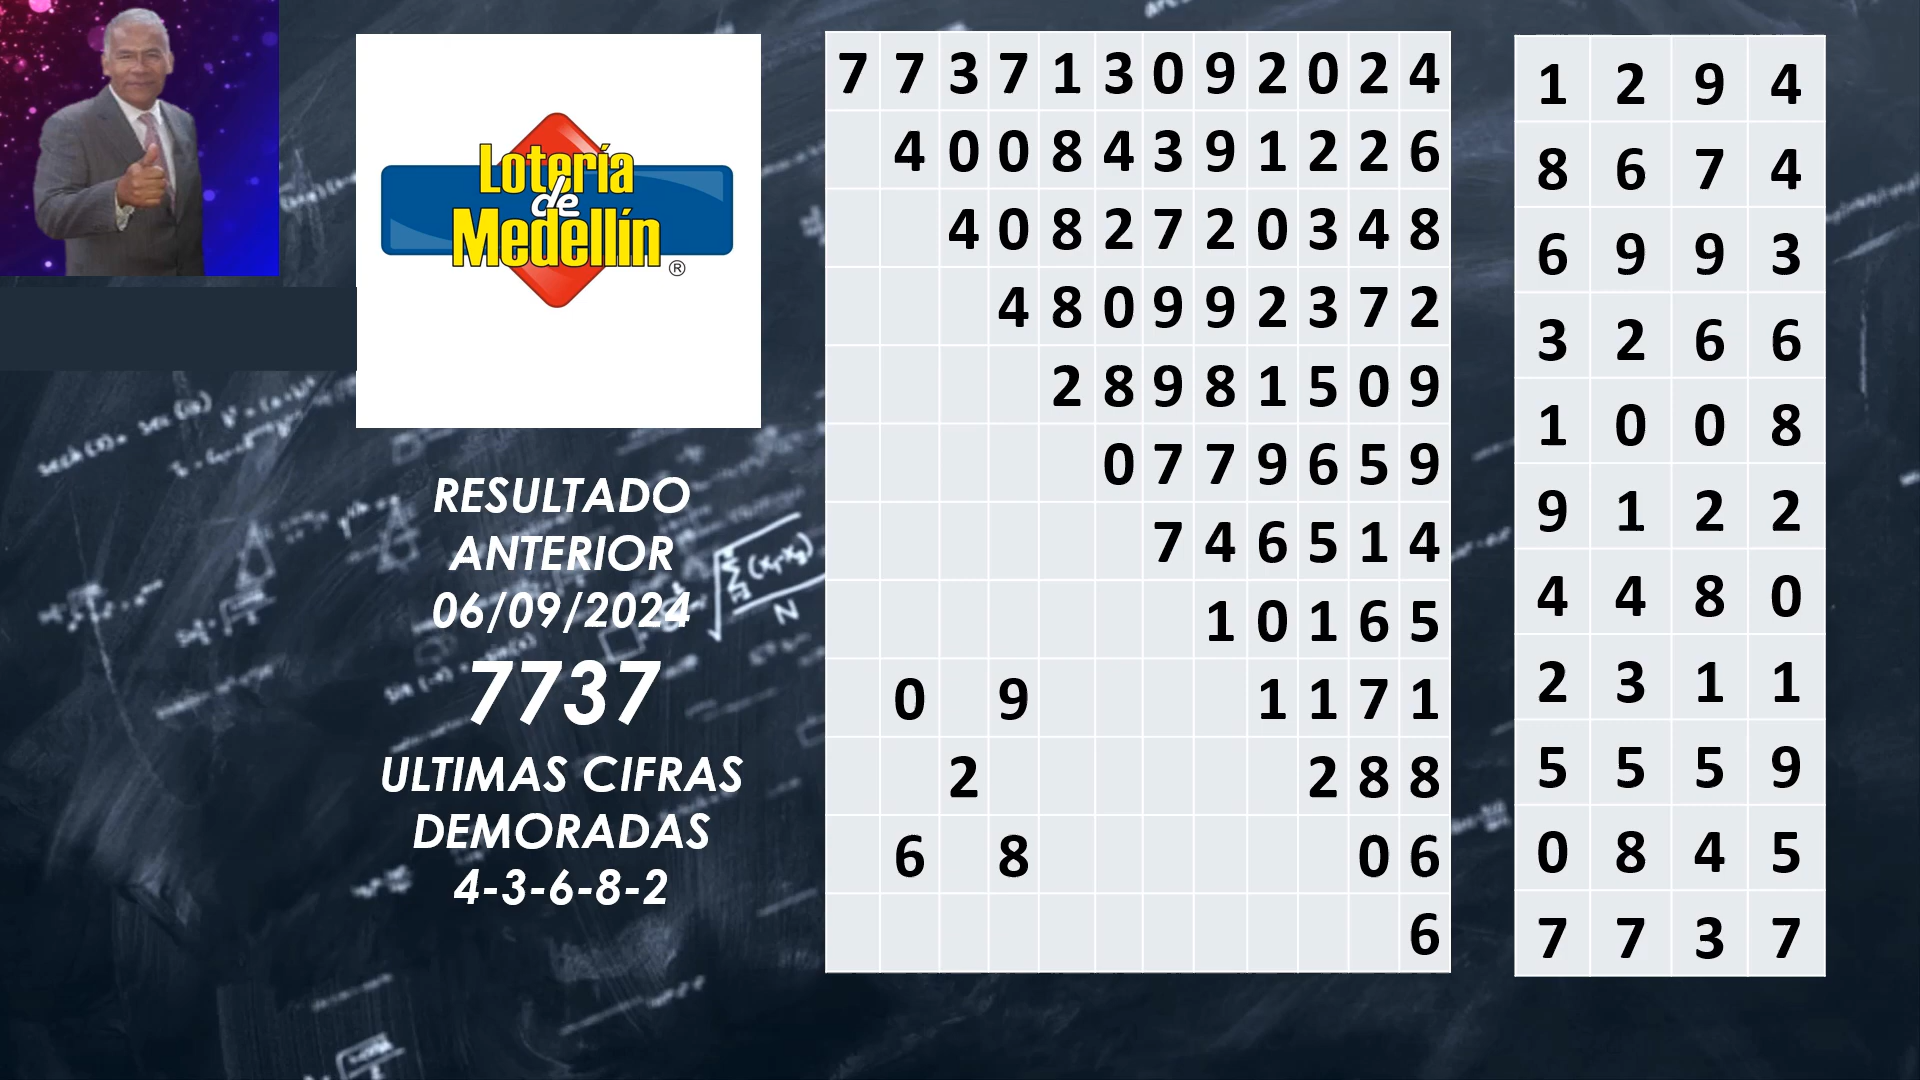 Lotería
de
Medellín
®
RESULTADO
ANTERIOR
06/09/2024
7737
ULTIMAS CIFRAS
DEMORADAS
4-3-6-8-2
7 7 3 7 1 3 0 9 2 0 2 4
4 0 0 8 4 3 9 1 2 2 6
4 0 8 2 7 2 0 3 4 8
4 8 0 9 9 2 3 7 2
2 8 9 8 1 5 0 9
0 7 7 9 6 5 9
7 4 6 5 1 4
1 0 1 6 5
0 9 1 1 7 1
2 2 8 8
6 8 0 6
6
1 2 9 4
8 6 7 4
6 9 9 3
3 2 6 6
1 0 0 8
9 1 2 2
4 4 8 0
2 3 1 1
5 5 5 9
0 8 4 5
7 7 3 7